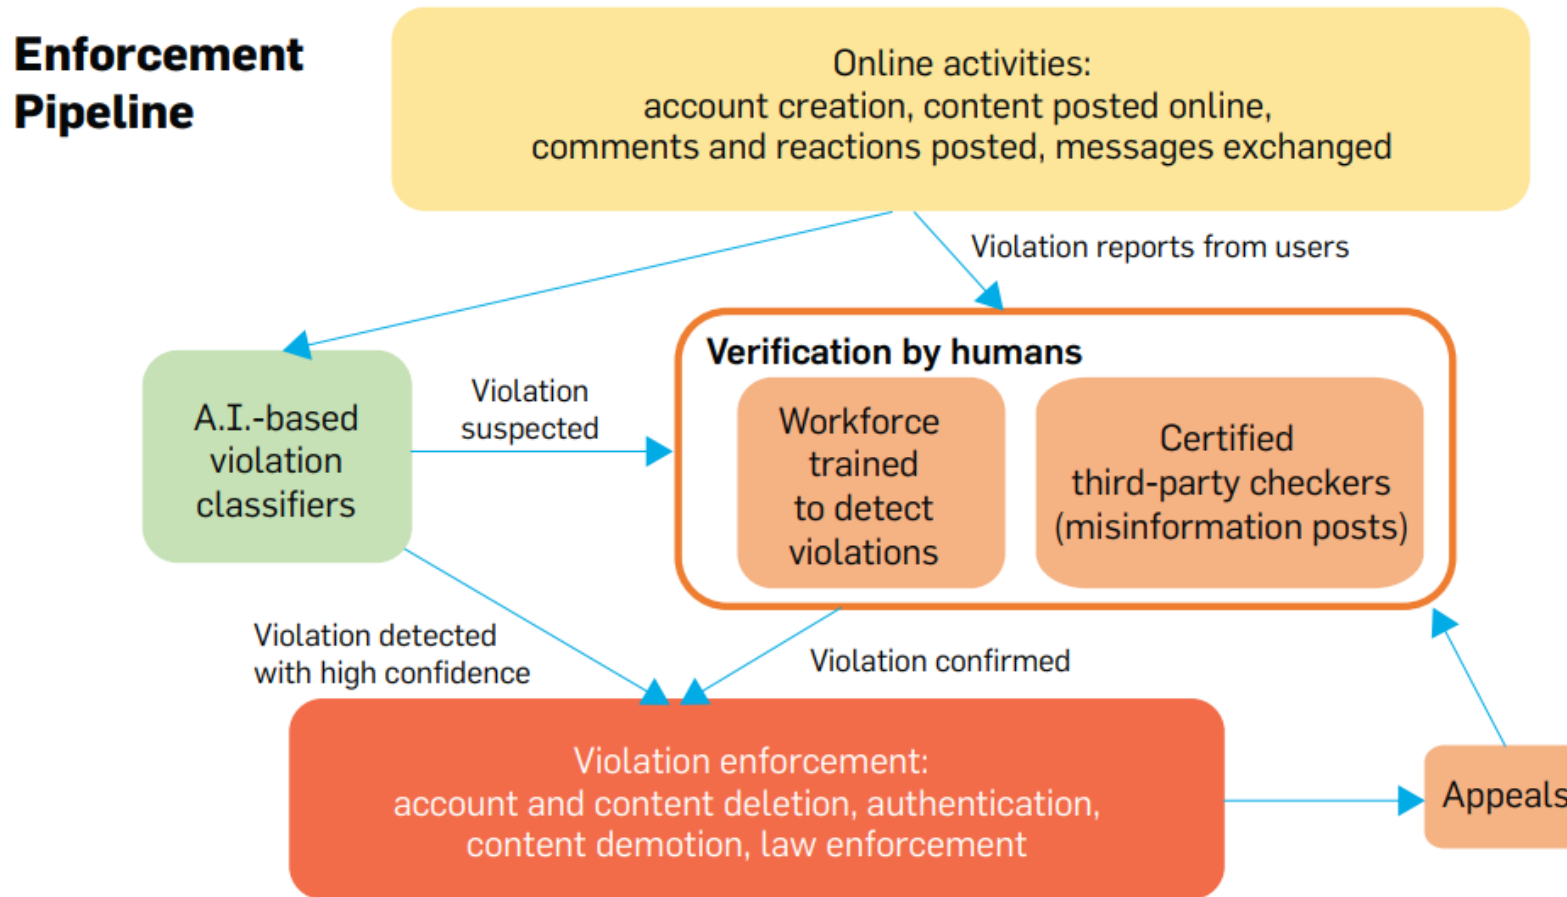 Enforcement
Pipeline
Online activities:
account creation, content posted online,
comments and reactions posted, messages exchanged
Violation reports from users
Verification by humans
A.I.-based
violation
classifiers
Violation
suspected
Workforce
trained
to detect
violations
Certified
third-party checkers
(misinformation posts)
Violation detected
with high confidence
Violation confirmed
Violation enforcement:
account and content deletion, authentication,
content demotion, law enforcement
Appeals